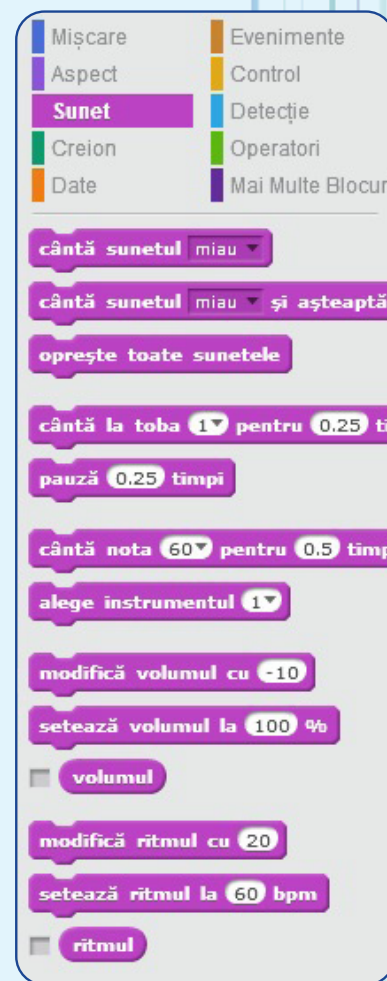 Mișcare
Evenimente
Aspect
Control
Sunet
Detecție
Creion
Operatori
Date
Mai Multe Blocur
cântă sunetul miau
cântă sunetul miau și așteaptă
oprește toate sunetele
cântă la toba 1 pentru 0.25 ti
pauză 0.25 timpi
cântă nota 60 pentru 0.5 timp
alege instrumentul 1
modifică volumul cu -10
setează volumul la 100 %
volumul
modifică ritmul cu 20
setează ritmul la 60 bpm
ritmul